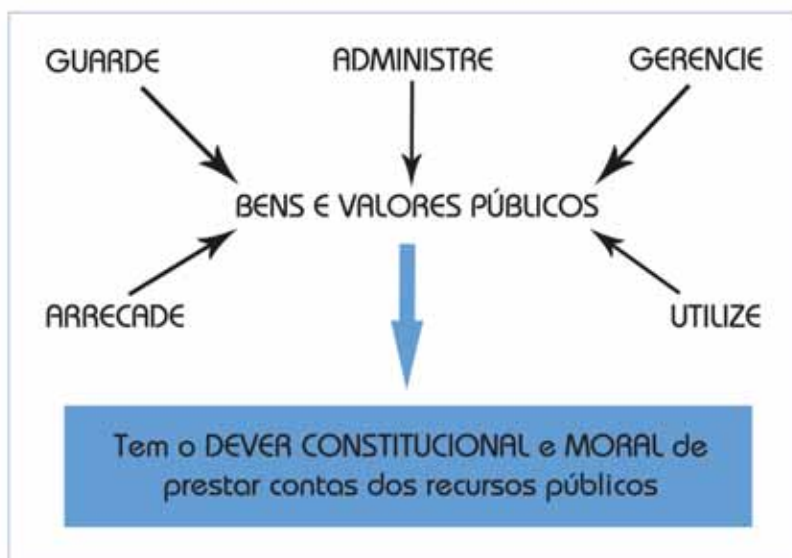 GUARDE
ADMINISTRE
GERENCIE
BENS E VALORES PÚBLICOS
ARRECADE
UTILIZE
Tem o DEVER CONSTITUCIONAL e MORAL de
prestar contas dos recursos públicos